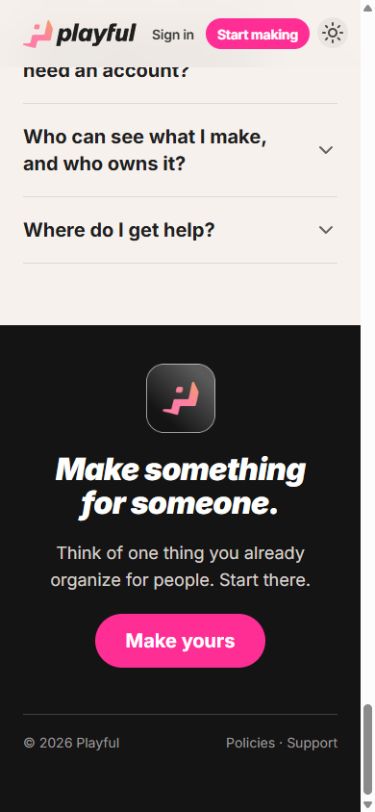 playful
Sign in
Start making
need an account?
Who can see what I make,
and who owns it?
Where do I get help?
Make something
for someone.
Think of one thing you already
organize for people. Start there.
Make yours
© 2026 Playful
Policies · Support